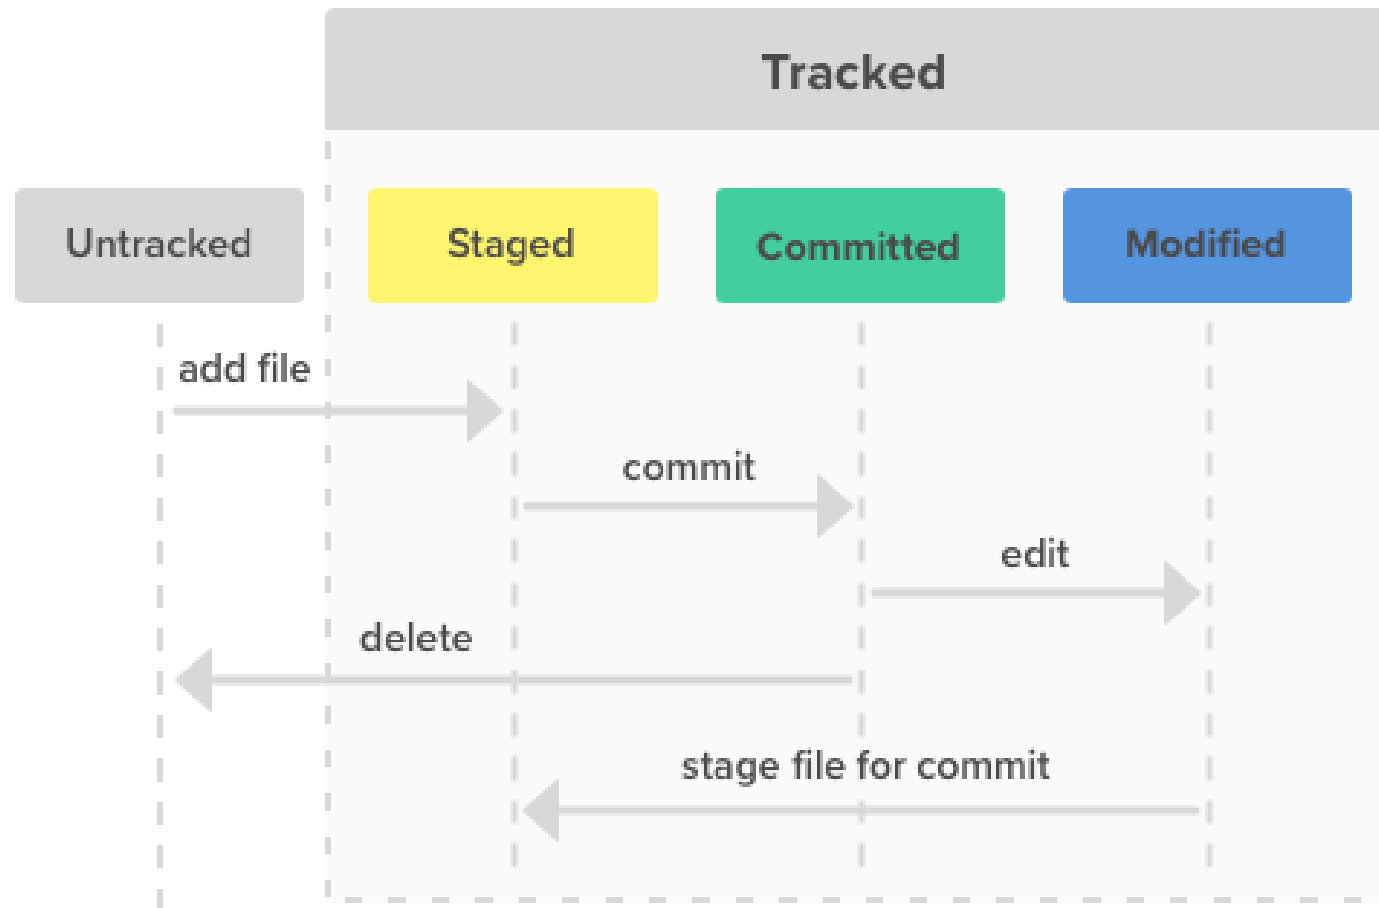 Tracked
Untracked
Staged
Committed
Modified
add file
commit
edit
delete
stage file for commit